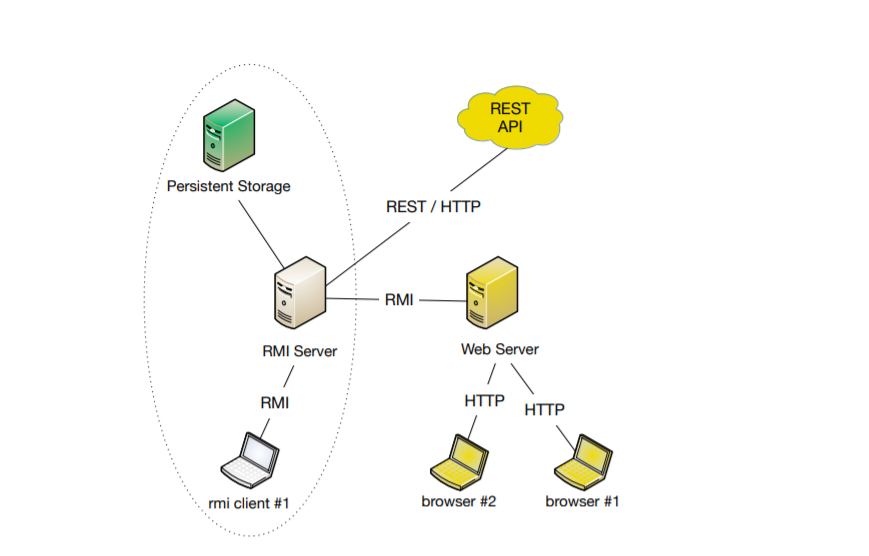 REST
API
Persistent Storage
REST / HTTP
RMI
RMI Server
Web Server
RMI
HTTP
HTTP
rmi client #1
browser #2
browser #1